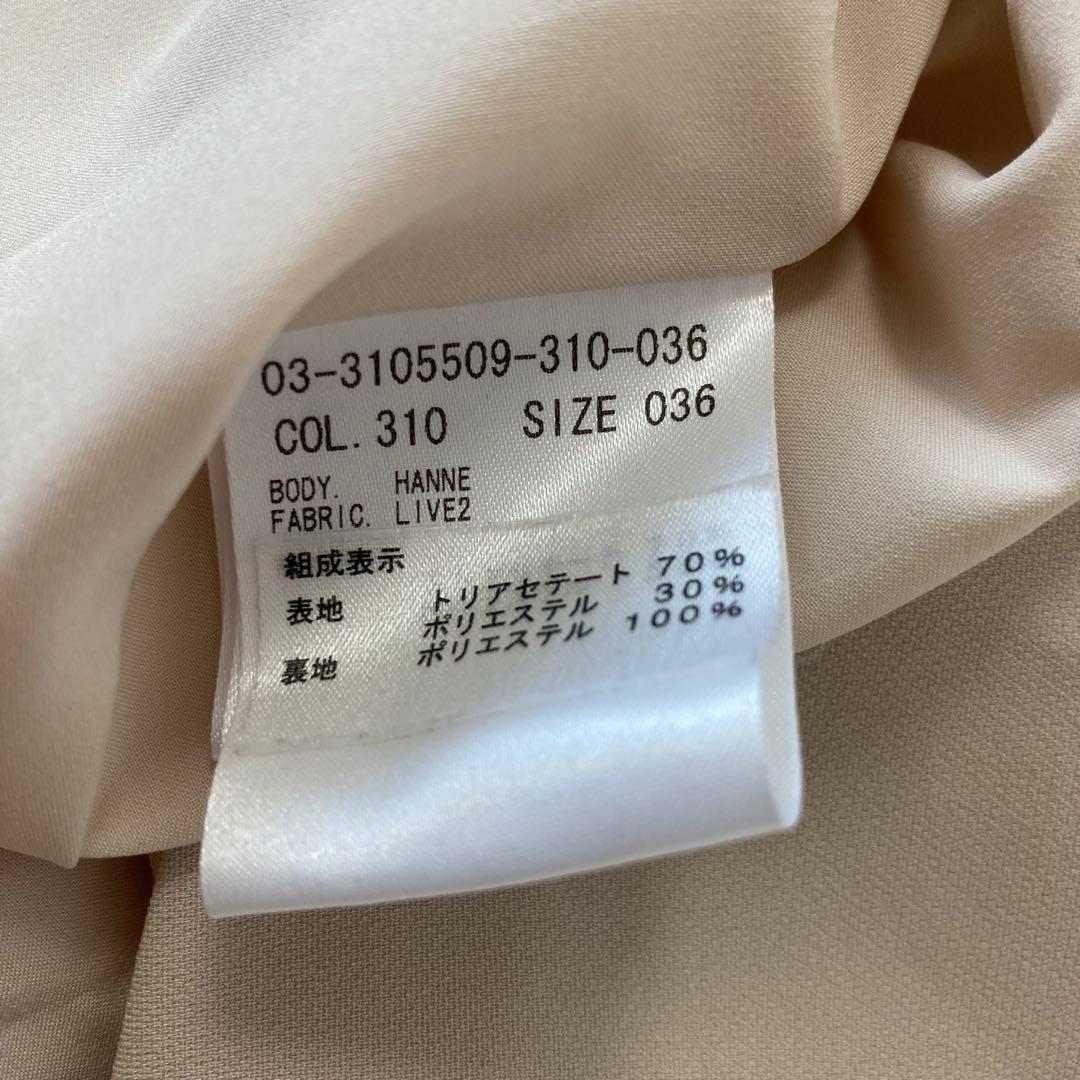 03-3105509-310-036
COL. 310 SIZE 036
BODY. HANNE
FABRIC. LIVE2
組成表示
表地 トリアセテート 70%
ポリエステル 30%
裏地 ポリエステル 100%